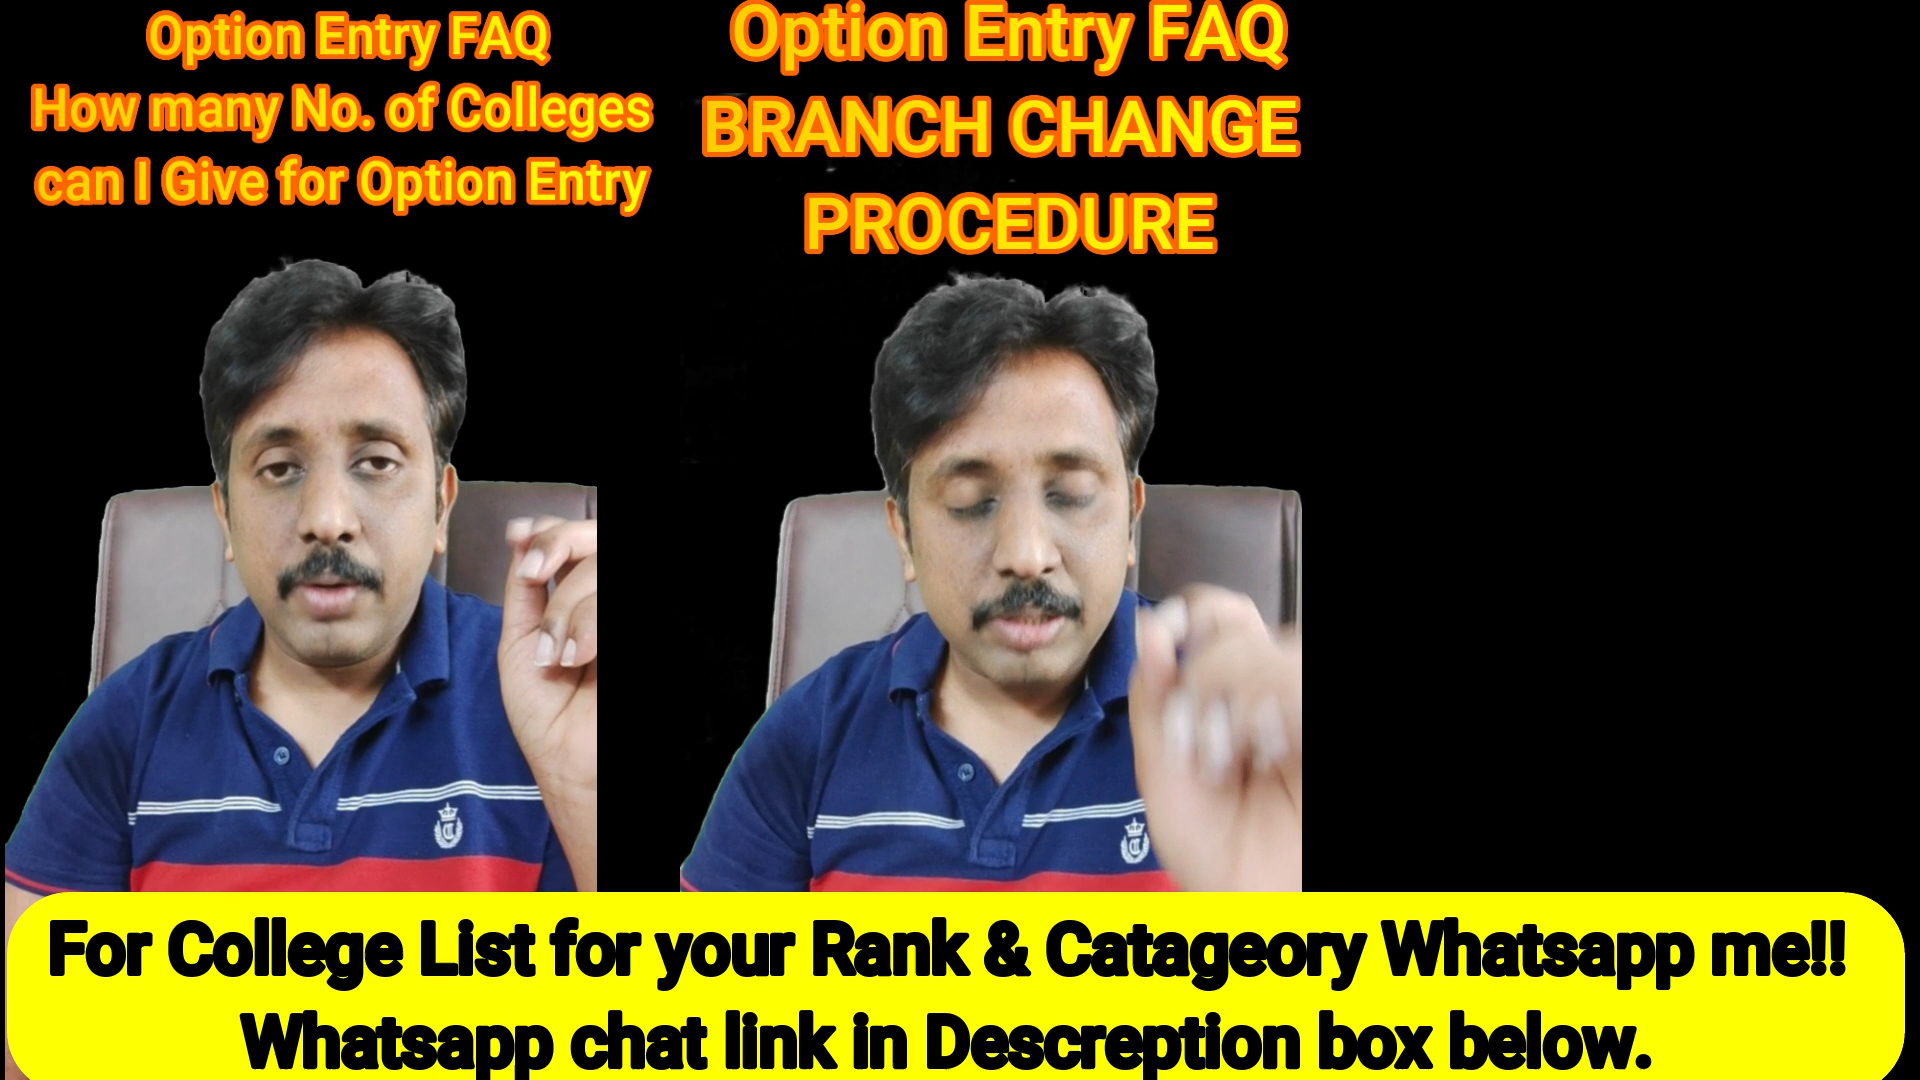 Option Entry FAQ
How many No. of Colleges
can I Give for Option Entry
Option Entry FAQ
BRANCH CHANGE
PROCEDURE
For College List for your Rank & Catageory Whatsapp me!!
Whatsapp chat link in Descreption box below.